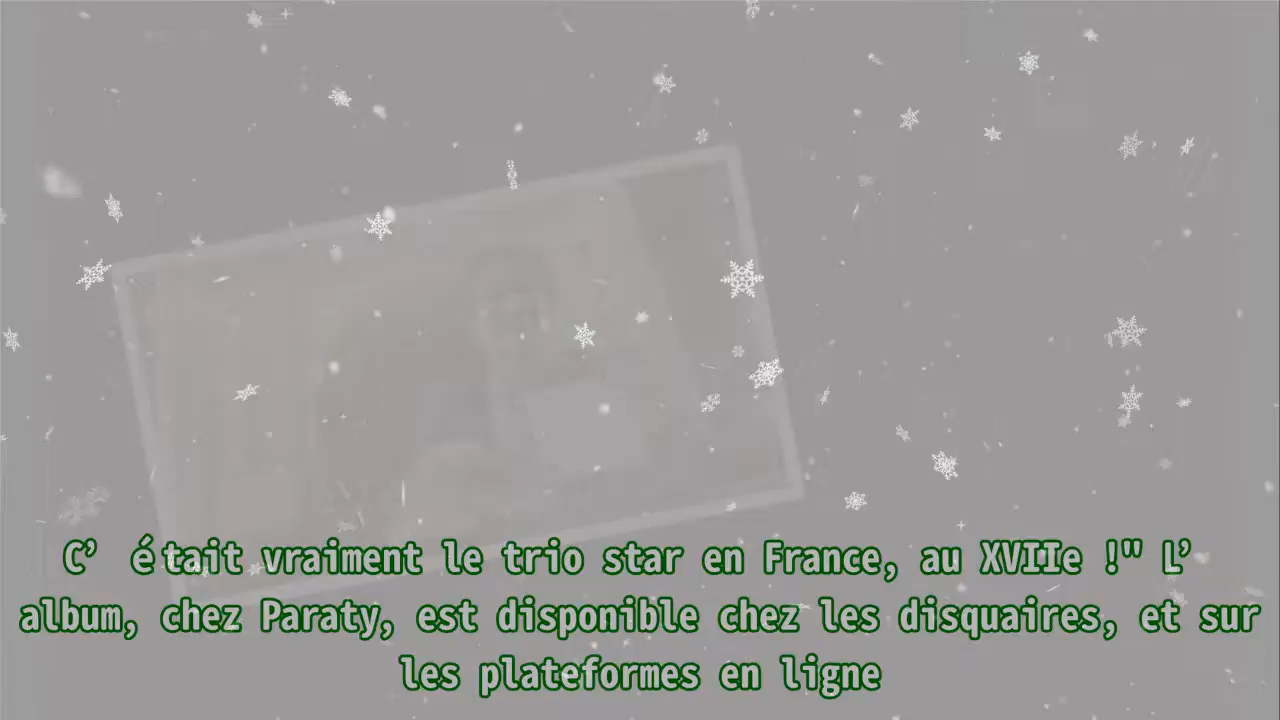 C’ était vraiment le trio star en France, au XVIIe !" L’
album, chez Paraty, est disponible chez les disquaires, et sur
les plateformes en ligne